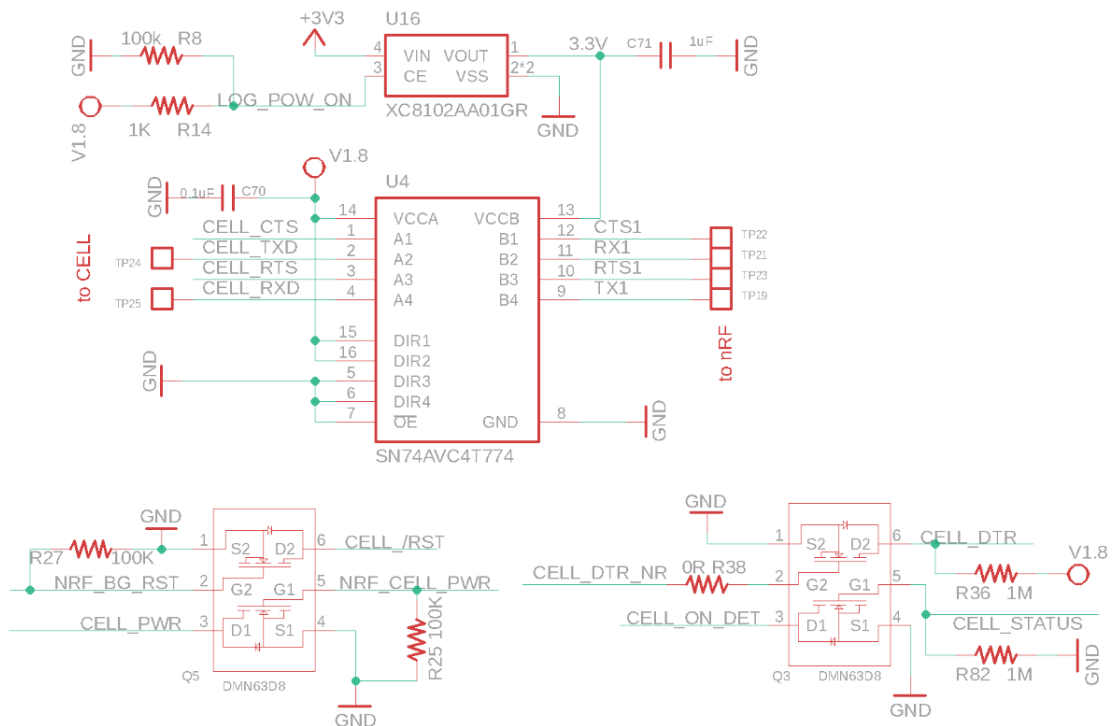 +3V3
U16
GND
100k R8
4 VIN VOUT 1
3 CE VSS 2*2
3.3V
C71 1uF
GND
LOG_POW_ON
XC8102AA01GR
GND
V1.8
1K R14
V1.8
GND
0.1uF C70
U4
14 VCCA VCCB 13
CELL_CTS 1 A1 B1 12 CTS1 TP22
CELL_TXD 2 A2 B2 11 RX1 TP21
TP24
CELL_RTS 3 A3 B3 10 RTS1 TP23
CELL_RXD 4 A4 B4 9 TX1 TP19
TP25
to CELL
to nRF
15 DIR1
16 DIR2
GND
5 DIR3
6 DIR4
7 OE GND 8
GND
SN74AVC4T774
GND
R27 100K
1 S2 D2 6 CELL_/RST
NRF_BG_RST 2 G2 G1 5 NRF_CELL_PWR
CELL_PWR 3 D1 S1 4
R25 100K
Q5 DMN63D8
GND
GND
1 S2 D2 6 CELL_DTR
V1.8
CELL_DTR_NR 0R R38 2 G2 G1 5
R36 1M
CELL_ON_DET 3 D1 S1 4
CELL_STATUS
R82 1M
GND
Q3 DMN63D8
GND